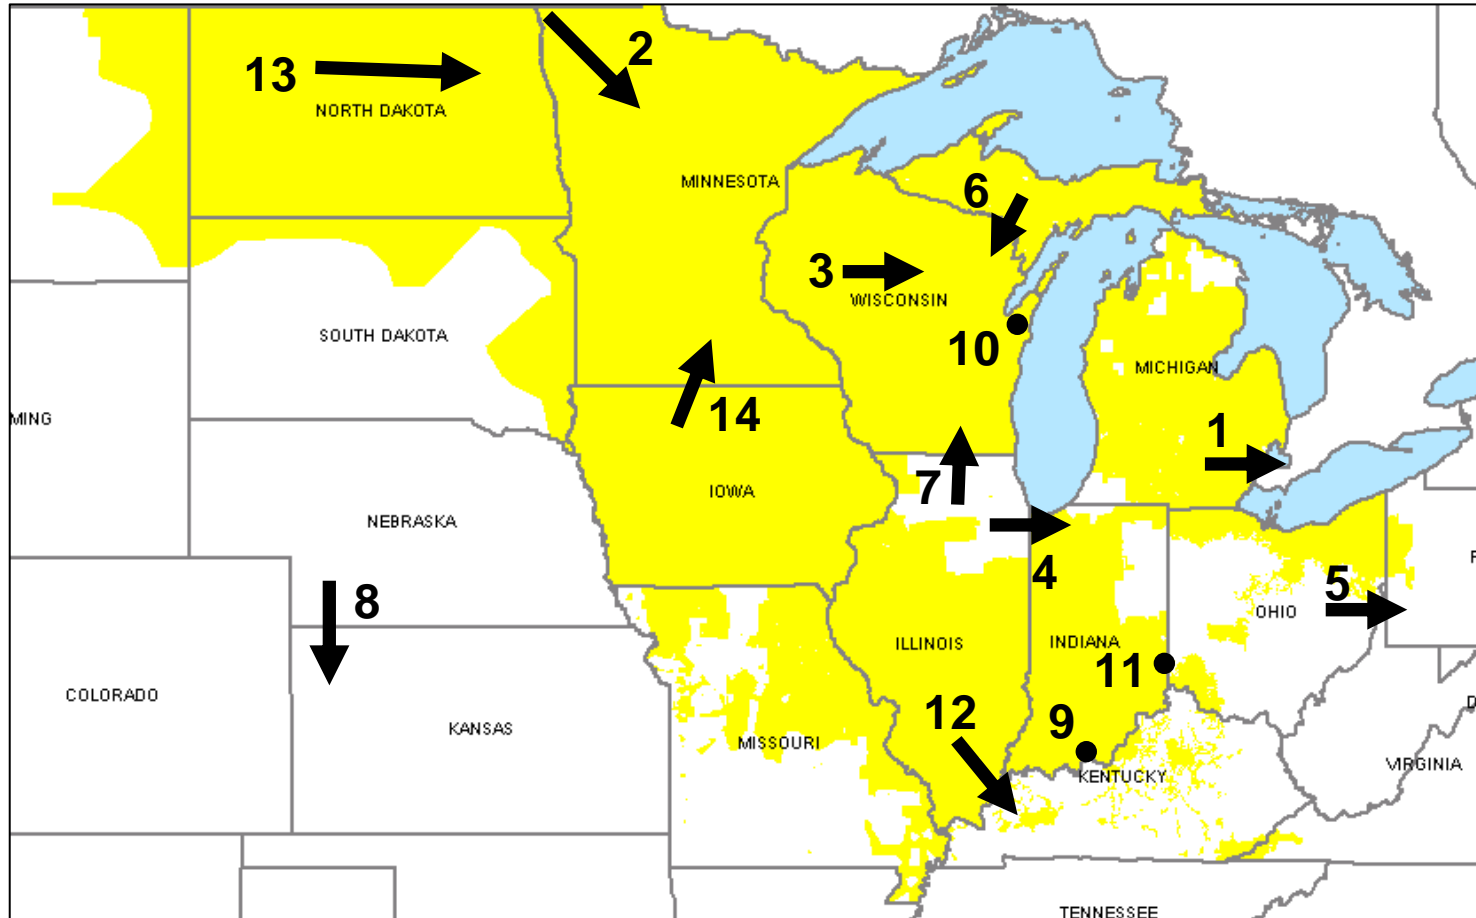 2
13
NORTH DAKOTA
MINNESOTA
6
3
WISCONSIN
SOUTH DAKOTA
10
MICHIGAN
MING
14
1
7
IOWA
NEBRASKA
4
8
5
OHIO
ILLINOIS
INDIANA
11
COLORADO
12
9
KANSAS
MISSOURI
KENTUCKY
VIRGINIA
TENNESSEE